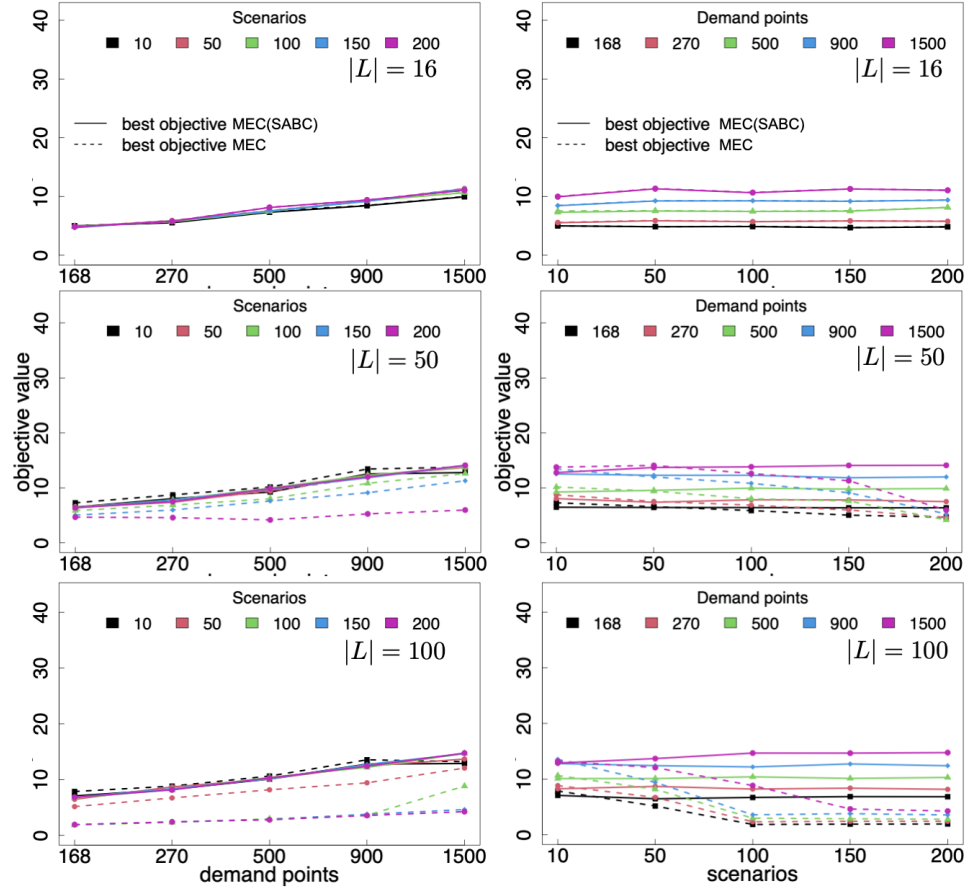 Scenarios
10 50 100 150 200
|L| = 16
best objective MEC(SABC)
best objective MEC
0 10 20 30 40
168 270 500 900 1500
Demand points
168 270 500 900 1500
|L| = 16
best objective MEC(SABC)
best objective MEC
0 10 20 30 40
10 50 100 150 200
Scenarios
10 50 100 150 200
|L| = 50
objective value
0 10 20 30 40
168 270 500 900 1500
Demand points
168 270 500 900 1500
|L| = 50
objective value
0 10 20 30 40
10 50 100 150 200
Scenarios
10 50 100 150 200
|L| = 100
0 10 20 30 40
168 270 500 900 1500
demand points
Demand points
168 270 500 900 1500
|L| = 100
0 10 20 30 40
10 50 100 150 200
scenarios